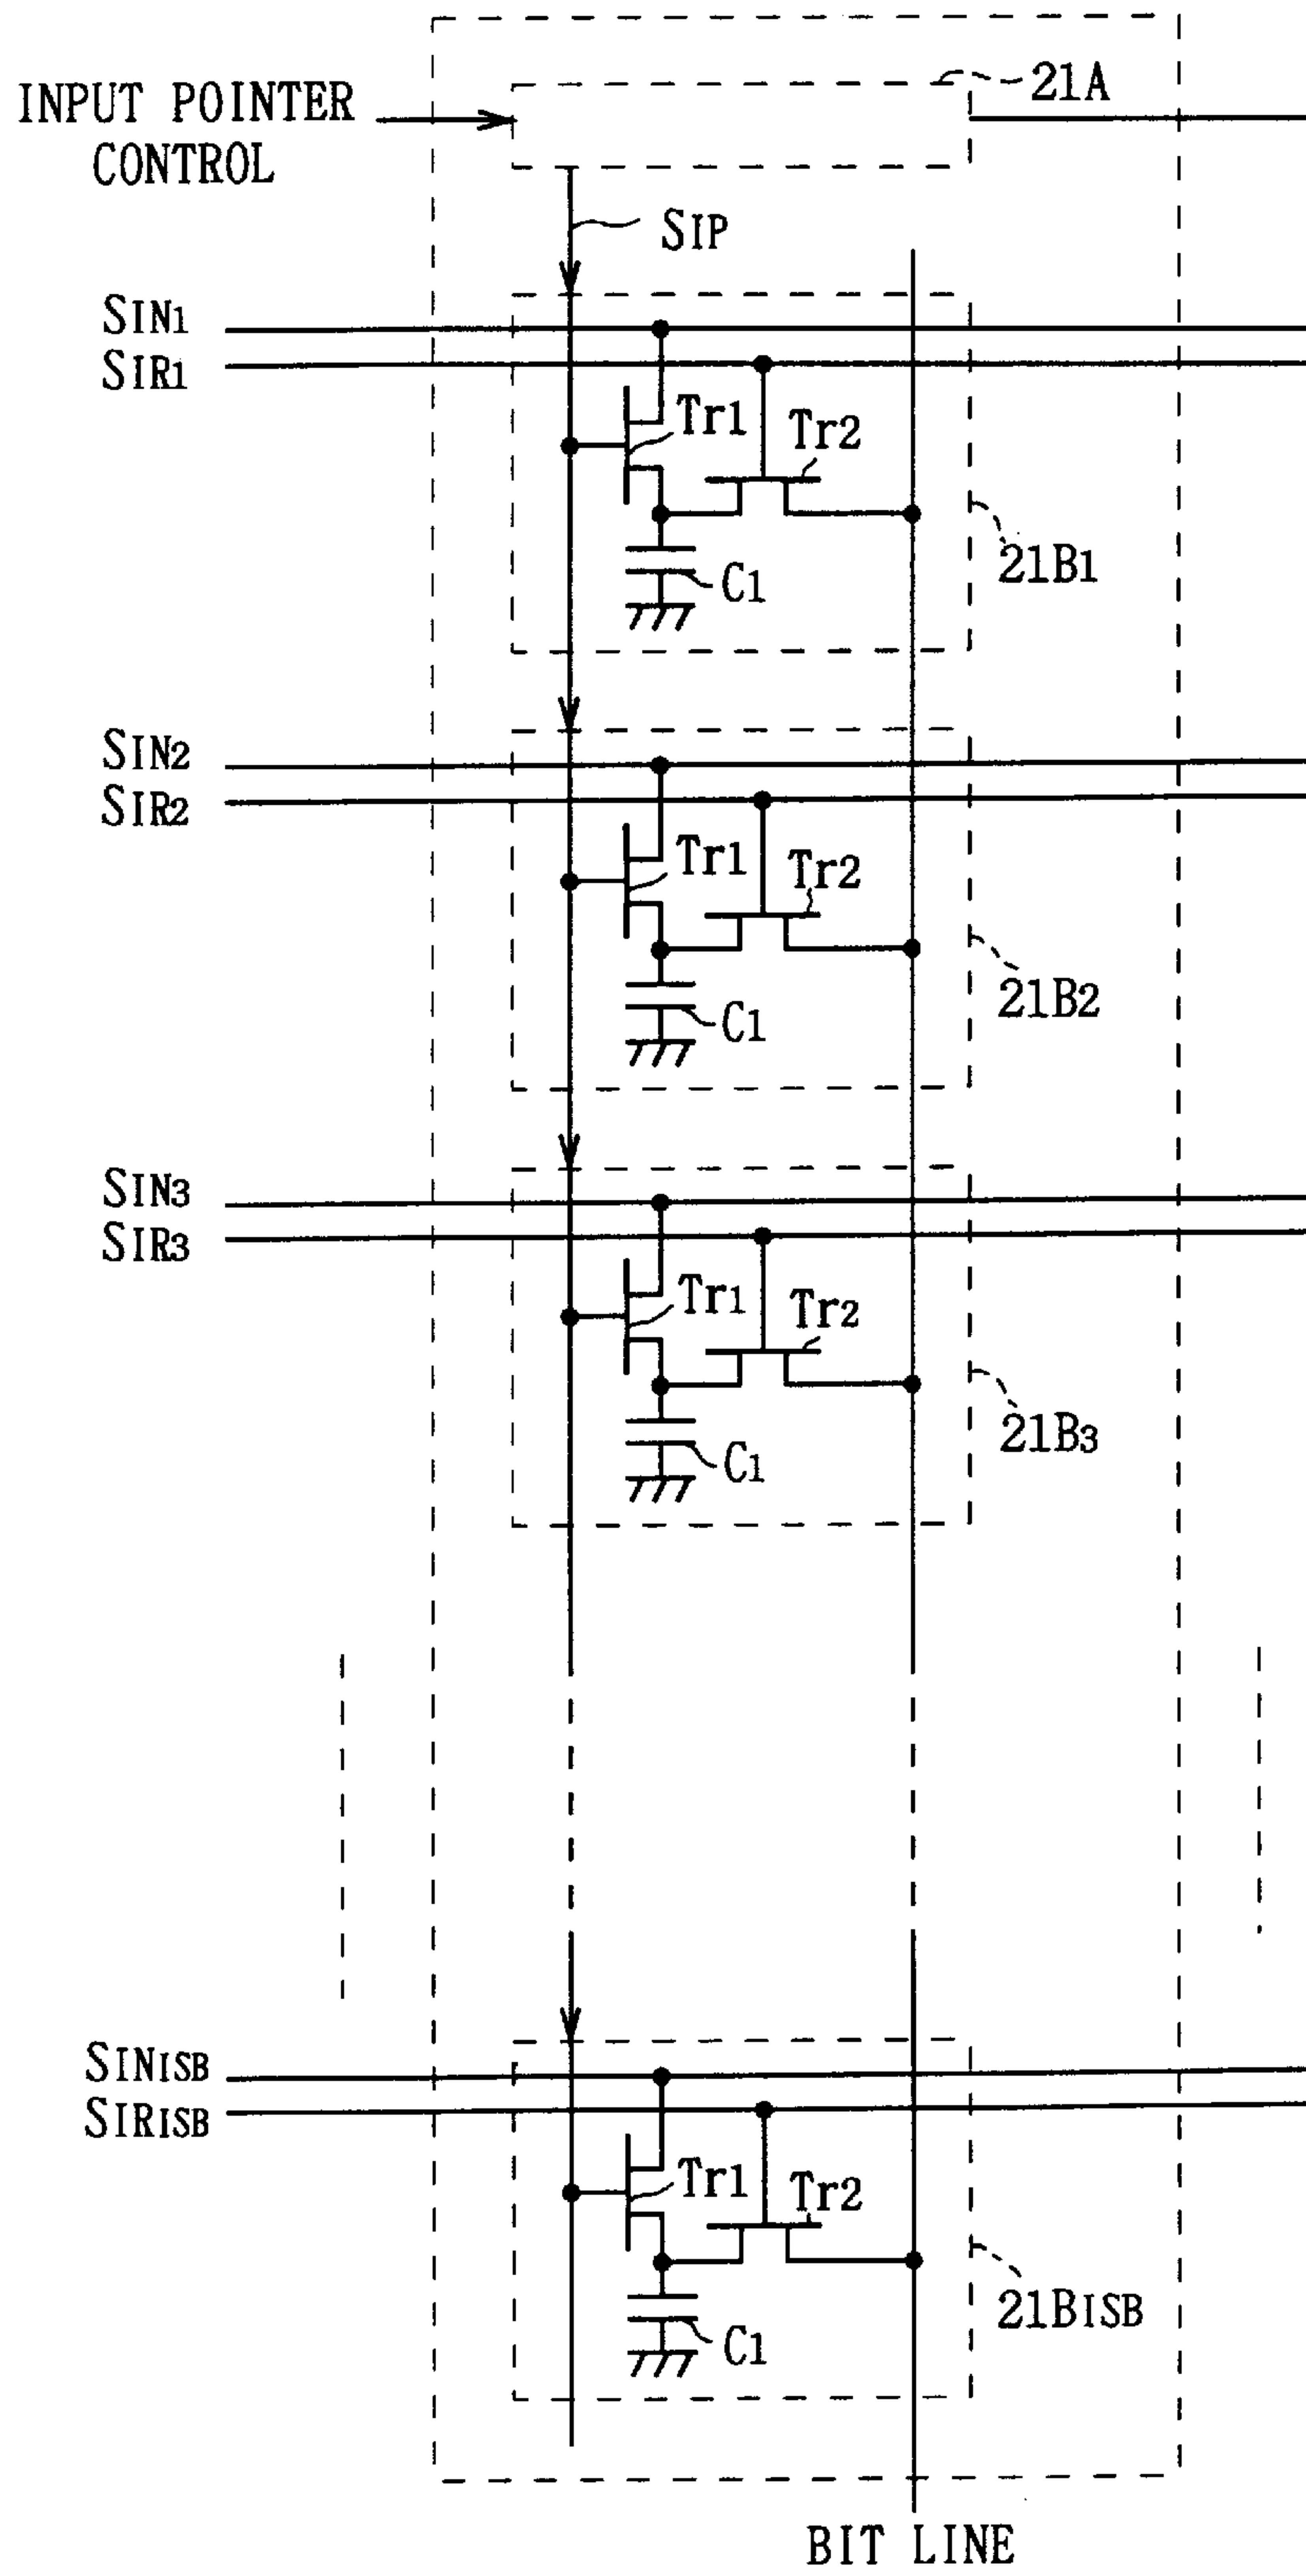 INPUT POINTER
CONTROL
21A
SIP
SIN1
SIR1
Tr1
Tr2
C1
21B1
SIN2
SIR2
Tr1
Tr2
C1
21B2
SIN3
SIR3
Tr1
Tr2
C1
21B3
SINISB
SIRISB
Tr1
Tr2
C1
21BISB
BIT LINE